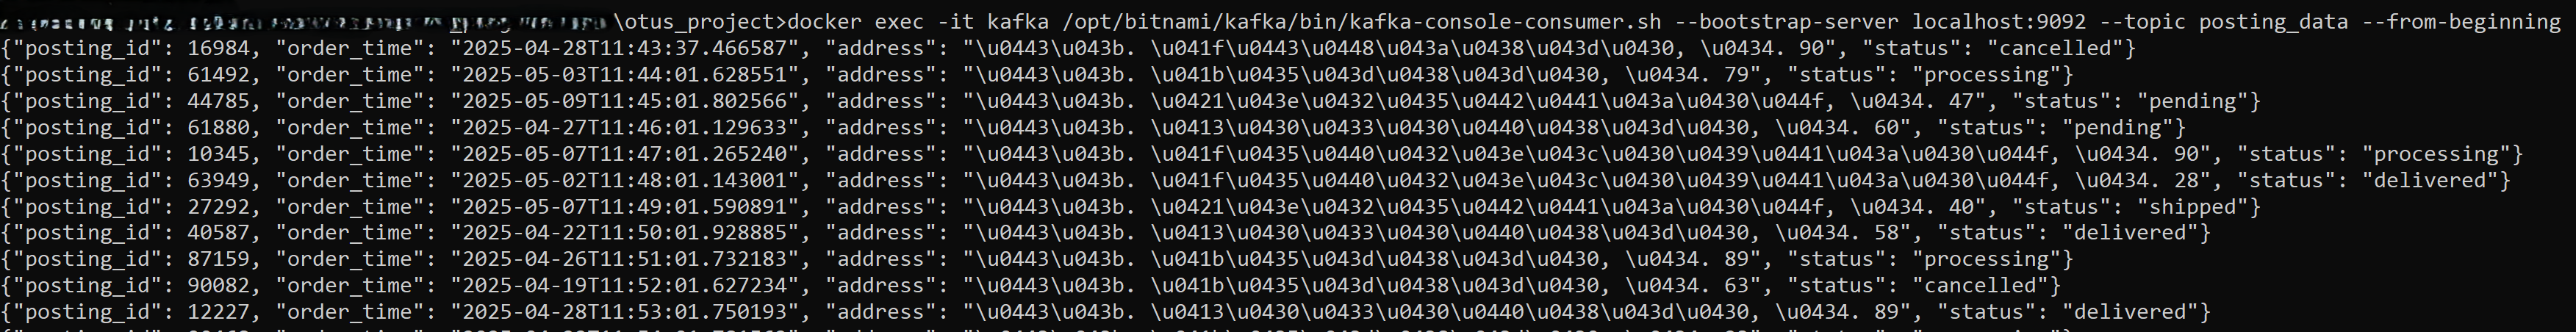 \otus_project>docker exec -it kafka /opt/bitnami/kafka/bin/kafka-console-consumer.sh --bootstrap-server localhost:9092 --topic posting_data --from-beginning
{"posting_id": 16984, "order_time": "2025-04-28T11:43:37.466587", "address": "\u0443\u043b. \u041f\u0443\u0448\u043a\u0438\u043d\u0430, \u0434. 90", "status": "cancelled"}
{"posting_id": 61492, "order_time": "2025-05-03T11:44:01.628551", "address": "\u0443\u043b. \u041b\u0435\u043d\u0438\u043d\u0430, \u0434. 79", "status": "processing"}
{"posting_id": 44785, "order_time": "2025-05-09T11:45:01.802566", "address": "\u0443\u043b. \u0421\u043e\u0432\u0435\u0442\u0441\u043a\u0430\u044f, \u0434. 47", "status": "pending"}
{"posting_id": 61880, "order_time": "2025-04-27T11:46:01.129633", "address": "\u0443\u043b. \u0413\u0430\u0433\u0430\u0440\u0438\u043d\u0430, \u0434. 60", "status": "pending"}
{"posting_id": 10345, "order_time": "2025-05-07T11:47:01.265240", "address": "\u0443\u043b. \u041f\u0435\u0440\u0432\u043e\u043c\u0430\u0439\u0441\u043a\u0430\u044f, \u0434. 90", "status": "processing"}
{"posting_id": 63949, "order_time": "2025-05-02T11:48:01.143001", "address": "\u0443\u043b. \u041f\u0435\u0440\u0432\u043e\u043c\u0430\u0439\u0441\u043a\u0430\u044f, \u0434. 28", "status": "delivered"}
{"posting_id": 27292, "order_time": "2025-05-07T11:49:01.590891", "address": "\u0443\u043b. \u0421\u043e\u0432\u0435\u0442\u0441\u043a\u0430\u044f, \u0434. 40", "status": "shipped"}
{"posting_id": 40587, "order_time": "2025-04-22T11:50:01.928885", "address": "\u0443\u043b. \u0413\u0430\u0433\u0430\u0440\u0438\u043d\u0430, \u0434. 58", "status": "delivered"}
{"posting_id": 87159, "order_time": "2025-04-26T11:51:01.732183", "address": "\u0443\u043b. \u041b\u0435\u043d\u0438\u043d\u0430, \u0434. 89", "status": "processing"}
{"posting_id": 90082, "order_time": "2025-04-19T11:52:01.627234", "address": "\u0443\u043b. \u041b\u0435\u043d\u0438\u043d\u0430, \u0434. 63", "status": "cancelled"}
{"posting_id": 12227, "order_time": "2025-04-28T11:53:01.750193", "address": "\u0443\u043b. \u0413\u0430\u0433\u0430\u0440\u0438\u043d\u0430, \u0434. 89", "status": "delivered"}